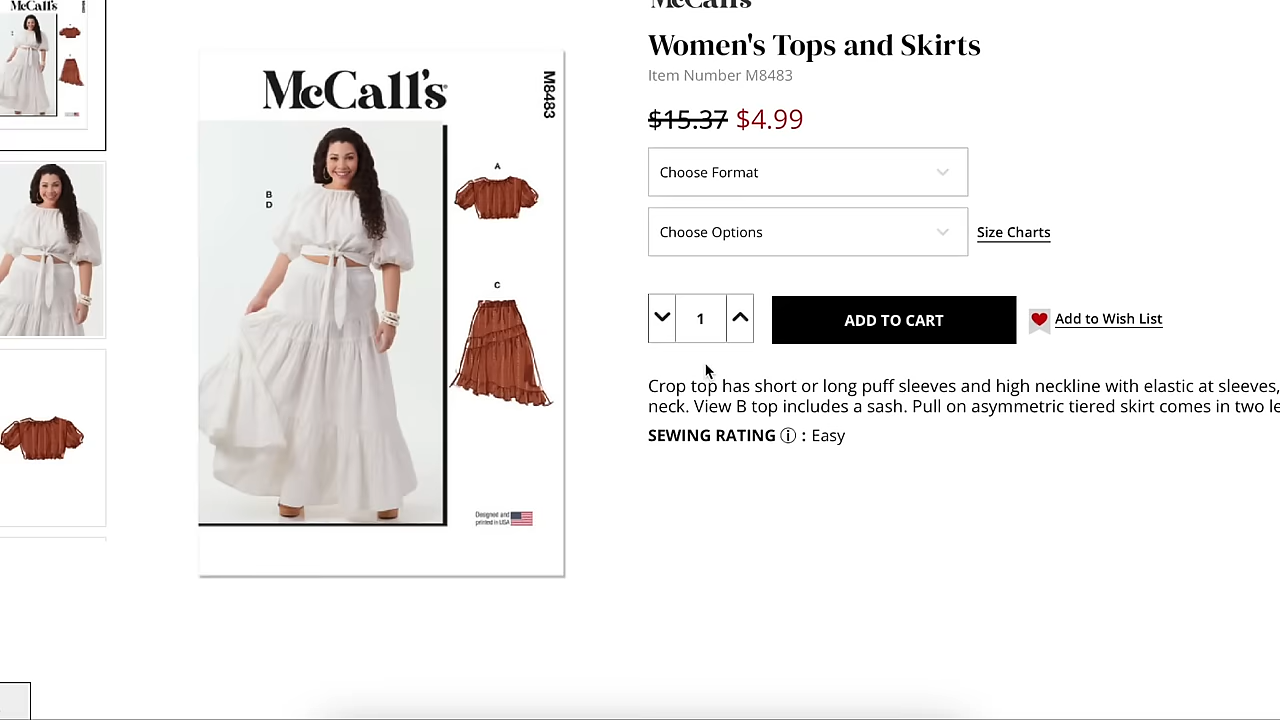 McCall's
Women's Tops and Skirts
Item Number M8483
$15.37 $4.99
Choose Format
Choose Options
Size Charts
1
ADD TO CART
Add to Wish List
Crop top has short or long puff sleeves and high neckline with elastic at sleeves,
neck. View B top includes a sash. Pull on asymmetric tiered skirt comes in two le
SEWING RATING ⓘ : Easy
McCall's
M8483
A
B
D
C
Designed and
printed in USA
McCall's